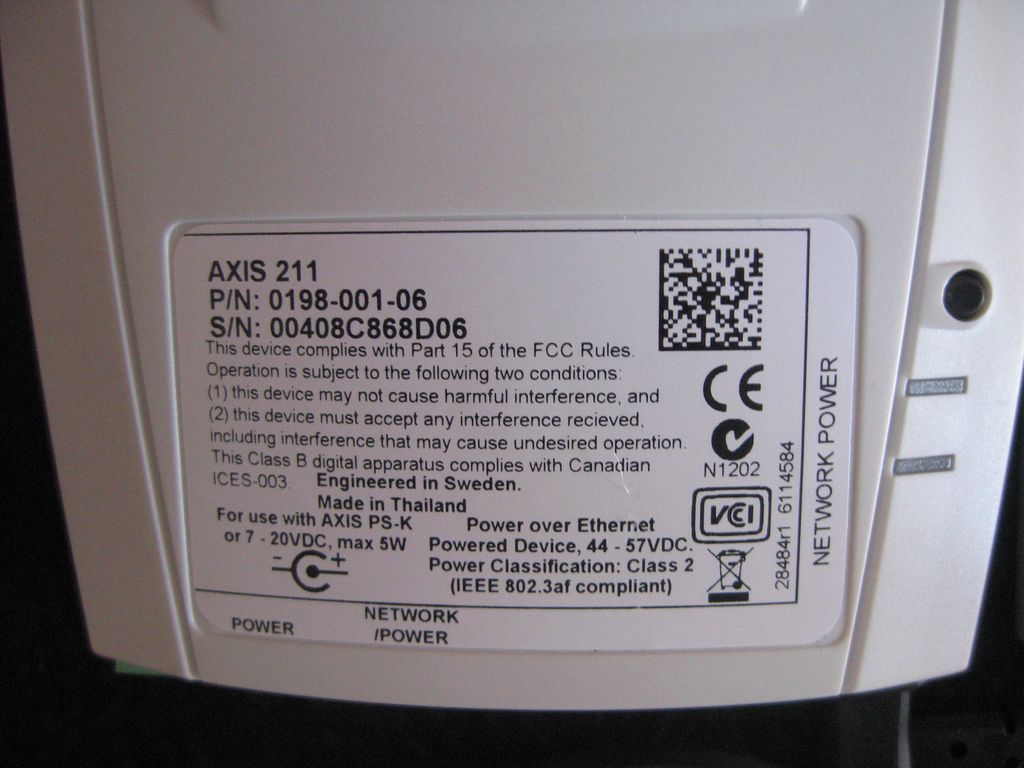 AXIS 211
P/N: 0198-001-06
S/N: 00408C868D06
This device complies with Part 15 of the FCC Rules.
Operation is subject to the following two conditions:
(1) this device may not cause harmful interference, and
(2) this device must accept any interference recieved,
including interference that may cause undesired operation.
This Class B digital apparatus complies with Canadian
ICES-003. Engineered in Sweden.
Made in Thailand
For use with AXIS PS-K
or 7 - 20VDC, max 5W
Power over Ethernet
Powered Device, 44 - 57VDC.
Power Classification: Class 2
(IEEE 802.3af compliant)
CE
N1202
VCI
28484r1 6114584
NETWORK POWER
POWER
NETWORK
/POWER